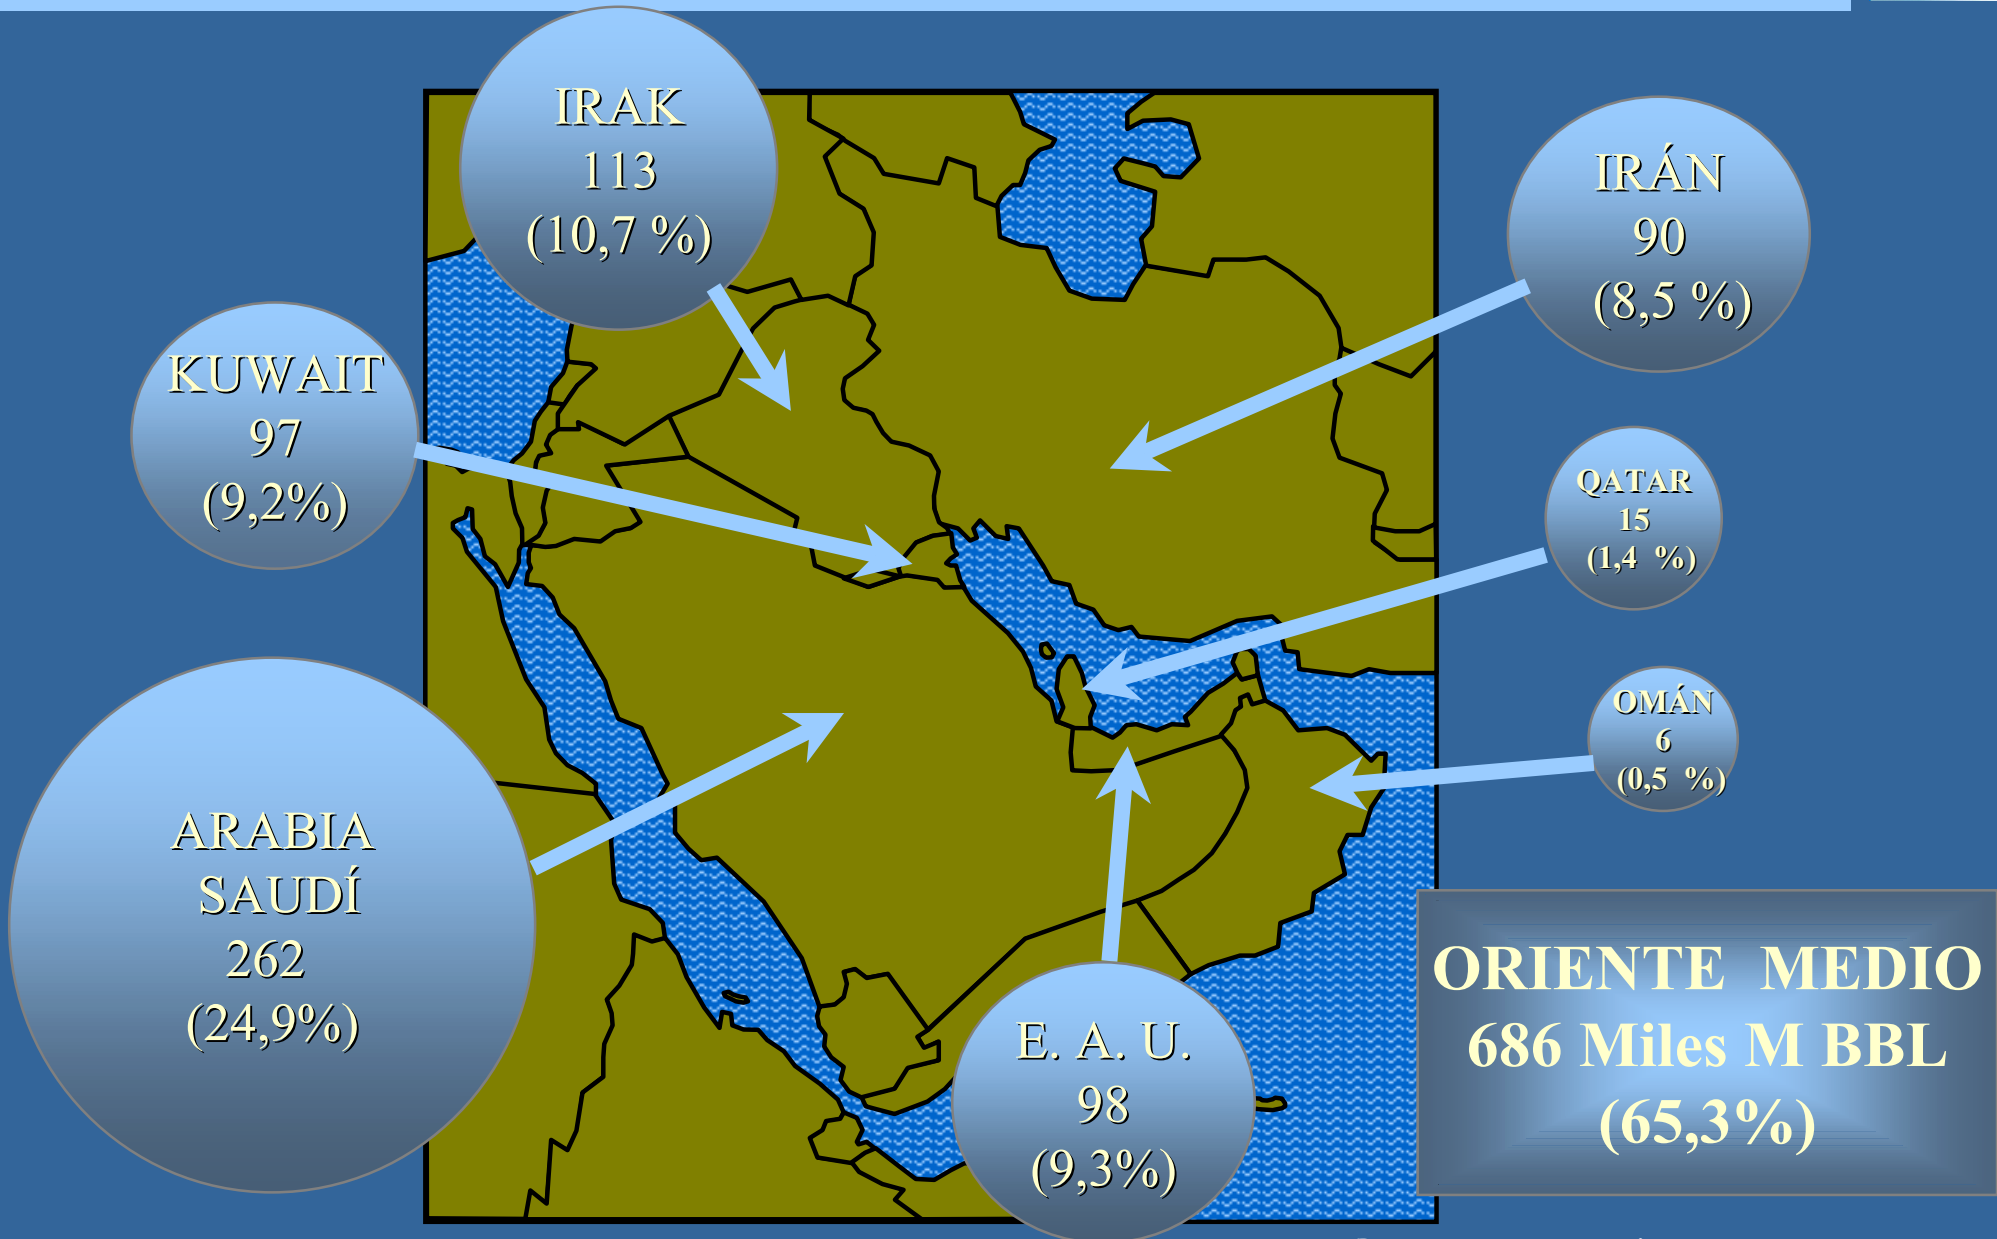 IRAK
113
(10,7 %)
IRÁN
90
(8,5 %)
KUWAIT
97
(9,2%)
QATAR
15
(1,4 %)
OMÁN
6
(0,5 %)
ARABIA
SAUDÍ
262
(24,9%)
E. A. U.
98
(9,3%)
ORIENTE MEDIO
686 Miles M BBL
(65,3%)